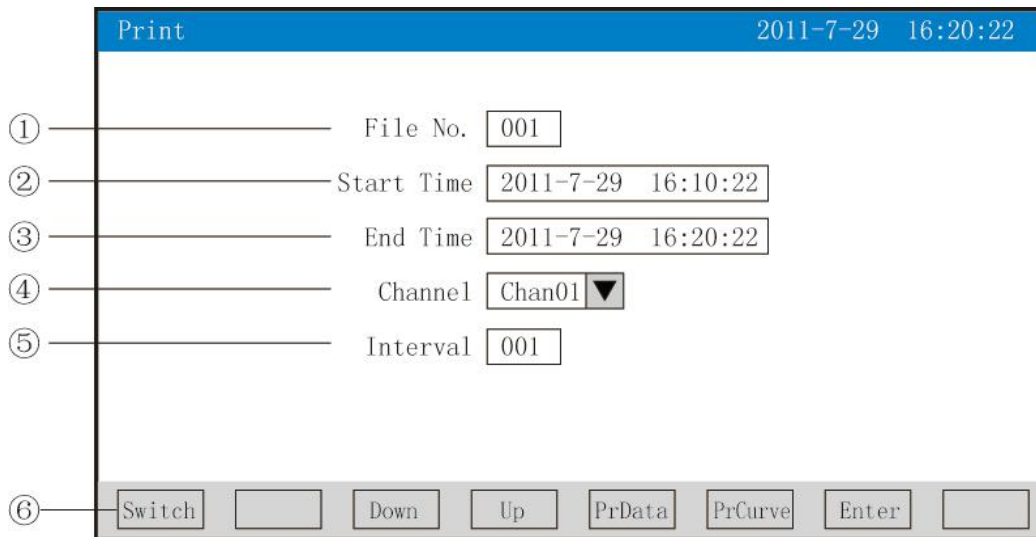 Print 2011-7-29 16:20:22
① File No. 001
② Start Time 2011-7-29 16:10:22
③ End Time 2011-7-29 16:20:22
④ Channel Chan01 ▼
⑤ Interval 001
⑥ Switch Down Up PrData PrCurve Enter